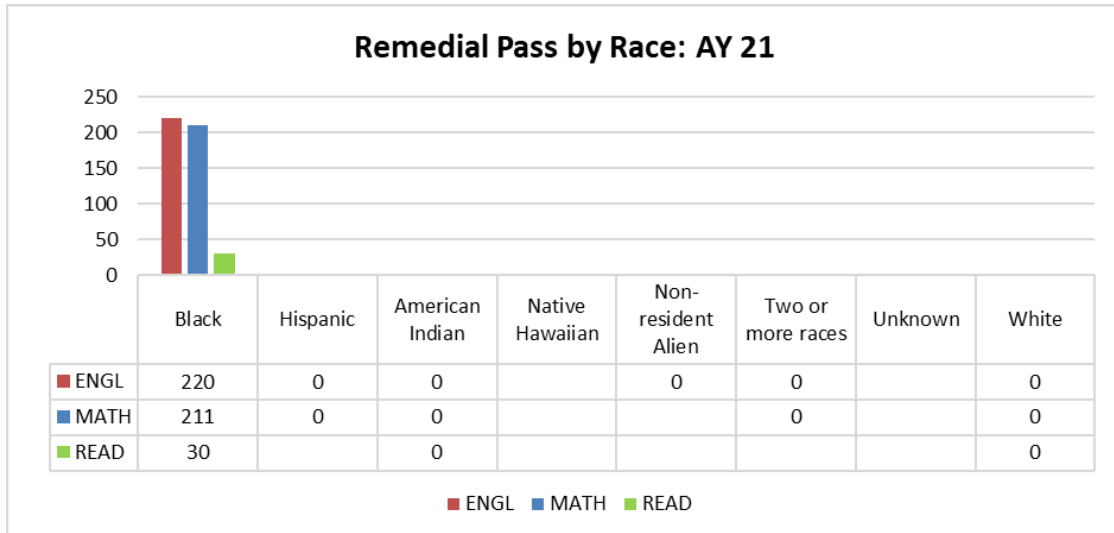 Remedial Pass by Race: AY 21
250
200
150
100
50
0
Black Hispanic American Indian Native Hawaiian Non-resident Alien Two or more races Unknown White
ENGL 220 0 0 0 0 0
MATH 211 0 0 0 0
READ 30 0 0
ENGL MATH READ